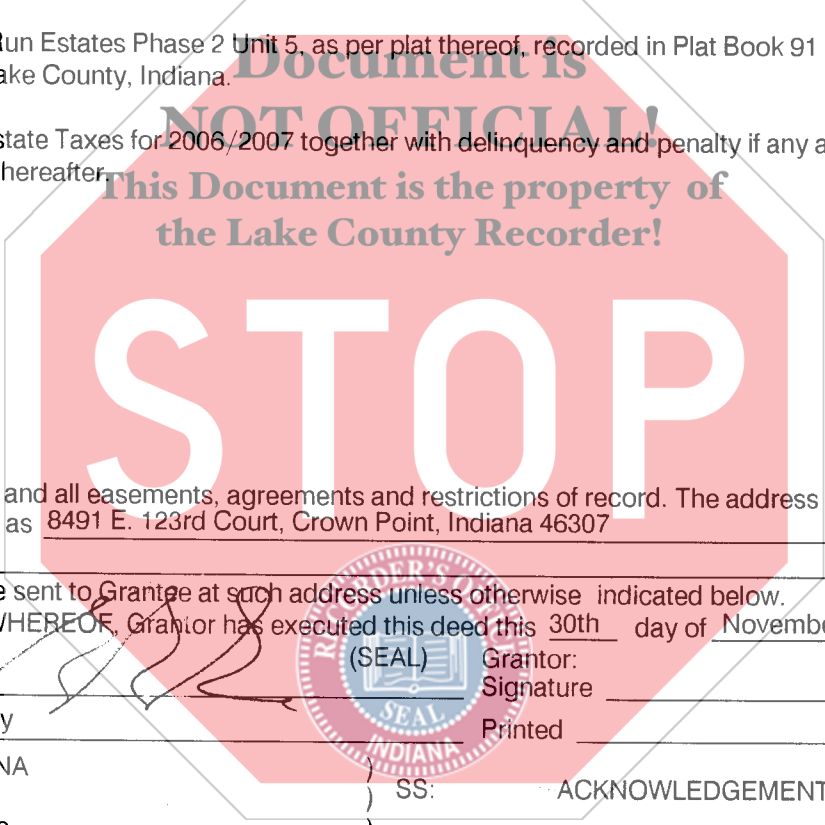 Run Estates Phase 2 Unit 5, as per plat thereof, recorded in Plat Book 91
ake County, Indiana.
Document is
NOT OFFICIAL!
state Taxes for 2006/2007 together with delinquency and penalty if any a
hereafter.
This Document is the property of
the Lake County Recorder!
STOP
and all easements, agreements and restrictions of record. The address
as 8491 E. 123rd Court, Crown Point, Indiana 46307
e sent to Grantee at such address unless otherwise indicated below.
WHEREOF, Grantor has executed this deed this 30th day of Novembe
(SEAL) Grantor:
Signature
y Printed
RECORDER'S OFFICE
SEAL
INDIANA
NA
) SS: ACKNOWLEDGEMENT